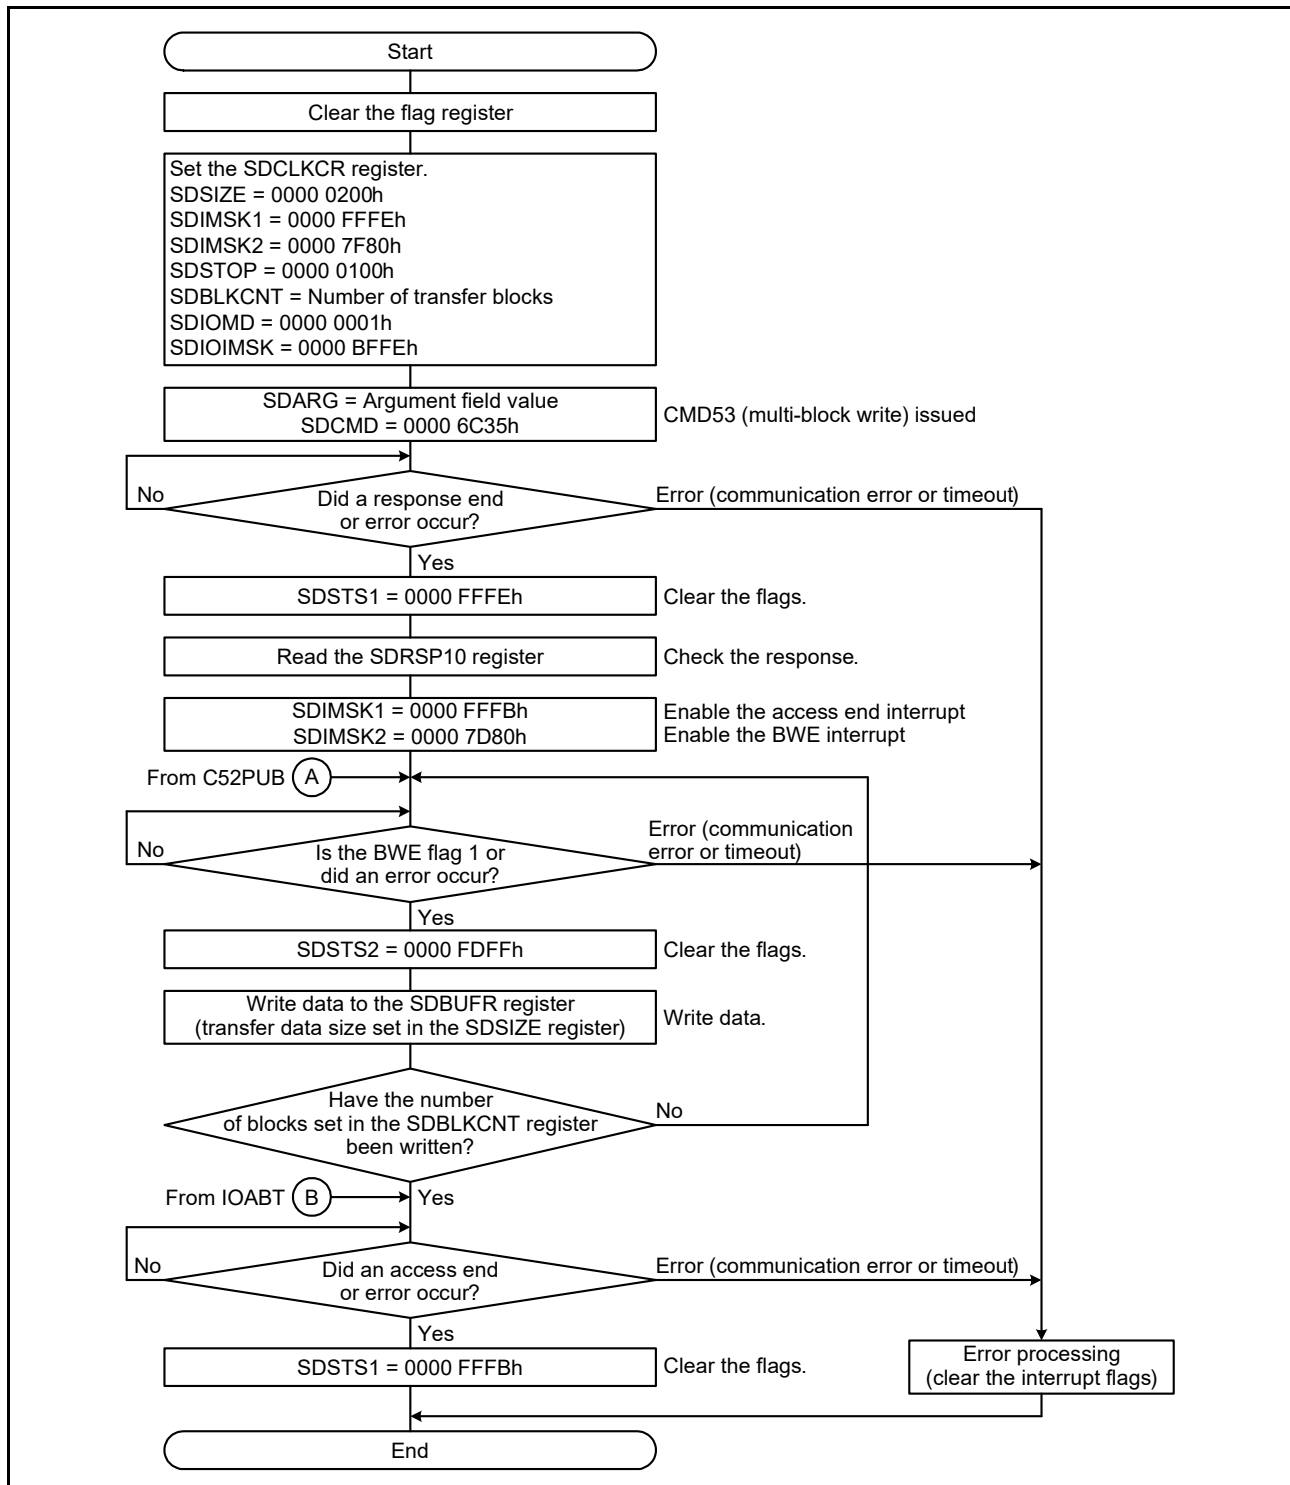 Start
Clear the flag register
Set the SDCLKCR register.
SDSIZE = 0000 0200h
SDIMSK1 = 0000 FFFEh
SDIMSK2 = 0000 7F80h
SDSTOP = 0000 0100h
SDBLKCNT = Number of transfer blocks
SDIOMD = 0000 0001h
SDIOIMSK = 0000 BFFEh
SDARG = Argument field value
SDCMD = 0000 6C35h
CMD53 (multi-block write) issued
No
Did a response end
or error occur?
Error (communication error or timeout)
Yes
SDSTS1 = 0000 FFFEh
Clear the flags.
Read the SDRSP10 register
Check the response.
SDIMSK1 = 0000 FFFBh
SDIMSK2 = 0000 7D80h
Enable the access end interrupt
Enable the BWE interrupt
From C52PUB A
No
Is the BWE flag 1 or
did an error occur?
Error (communication
error or timeout)
Yes
SDSTS2 = 0000 FDFFh
Clear the flags.
Write data to the SDBUFR register
(transfer data size set in the SDSIZE register)
Write data.
Have the number
of blocks set in the SDBLKCNT register
been written?
No
From IOABT B
Yes
No
Did an access end
or error occur?
Error (communication error or timeout)
Yes
SDSTS1 = 0000 FFFBh
Clear the flags.
Error processing
(clear the interrupt flags)
End